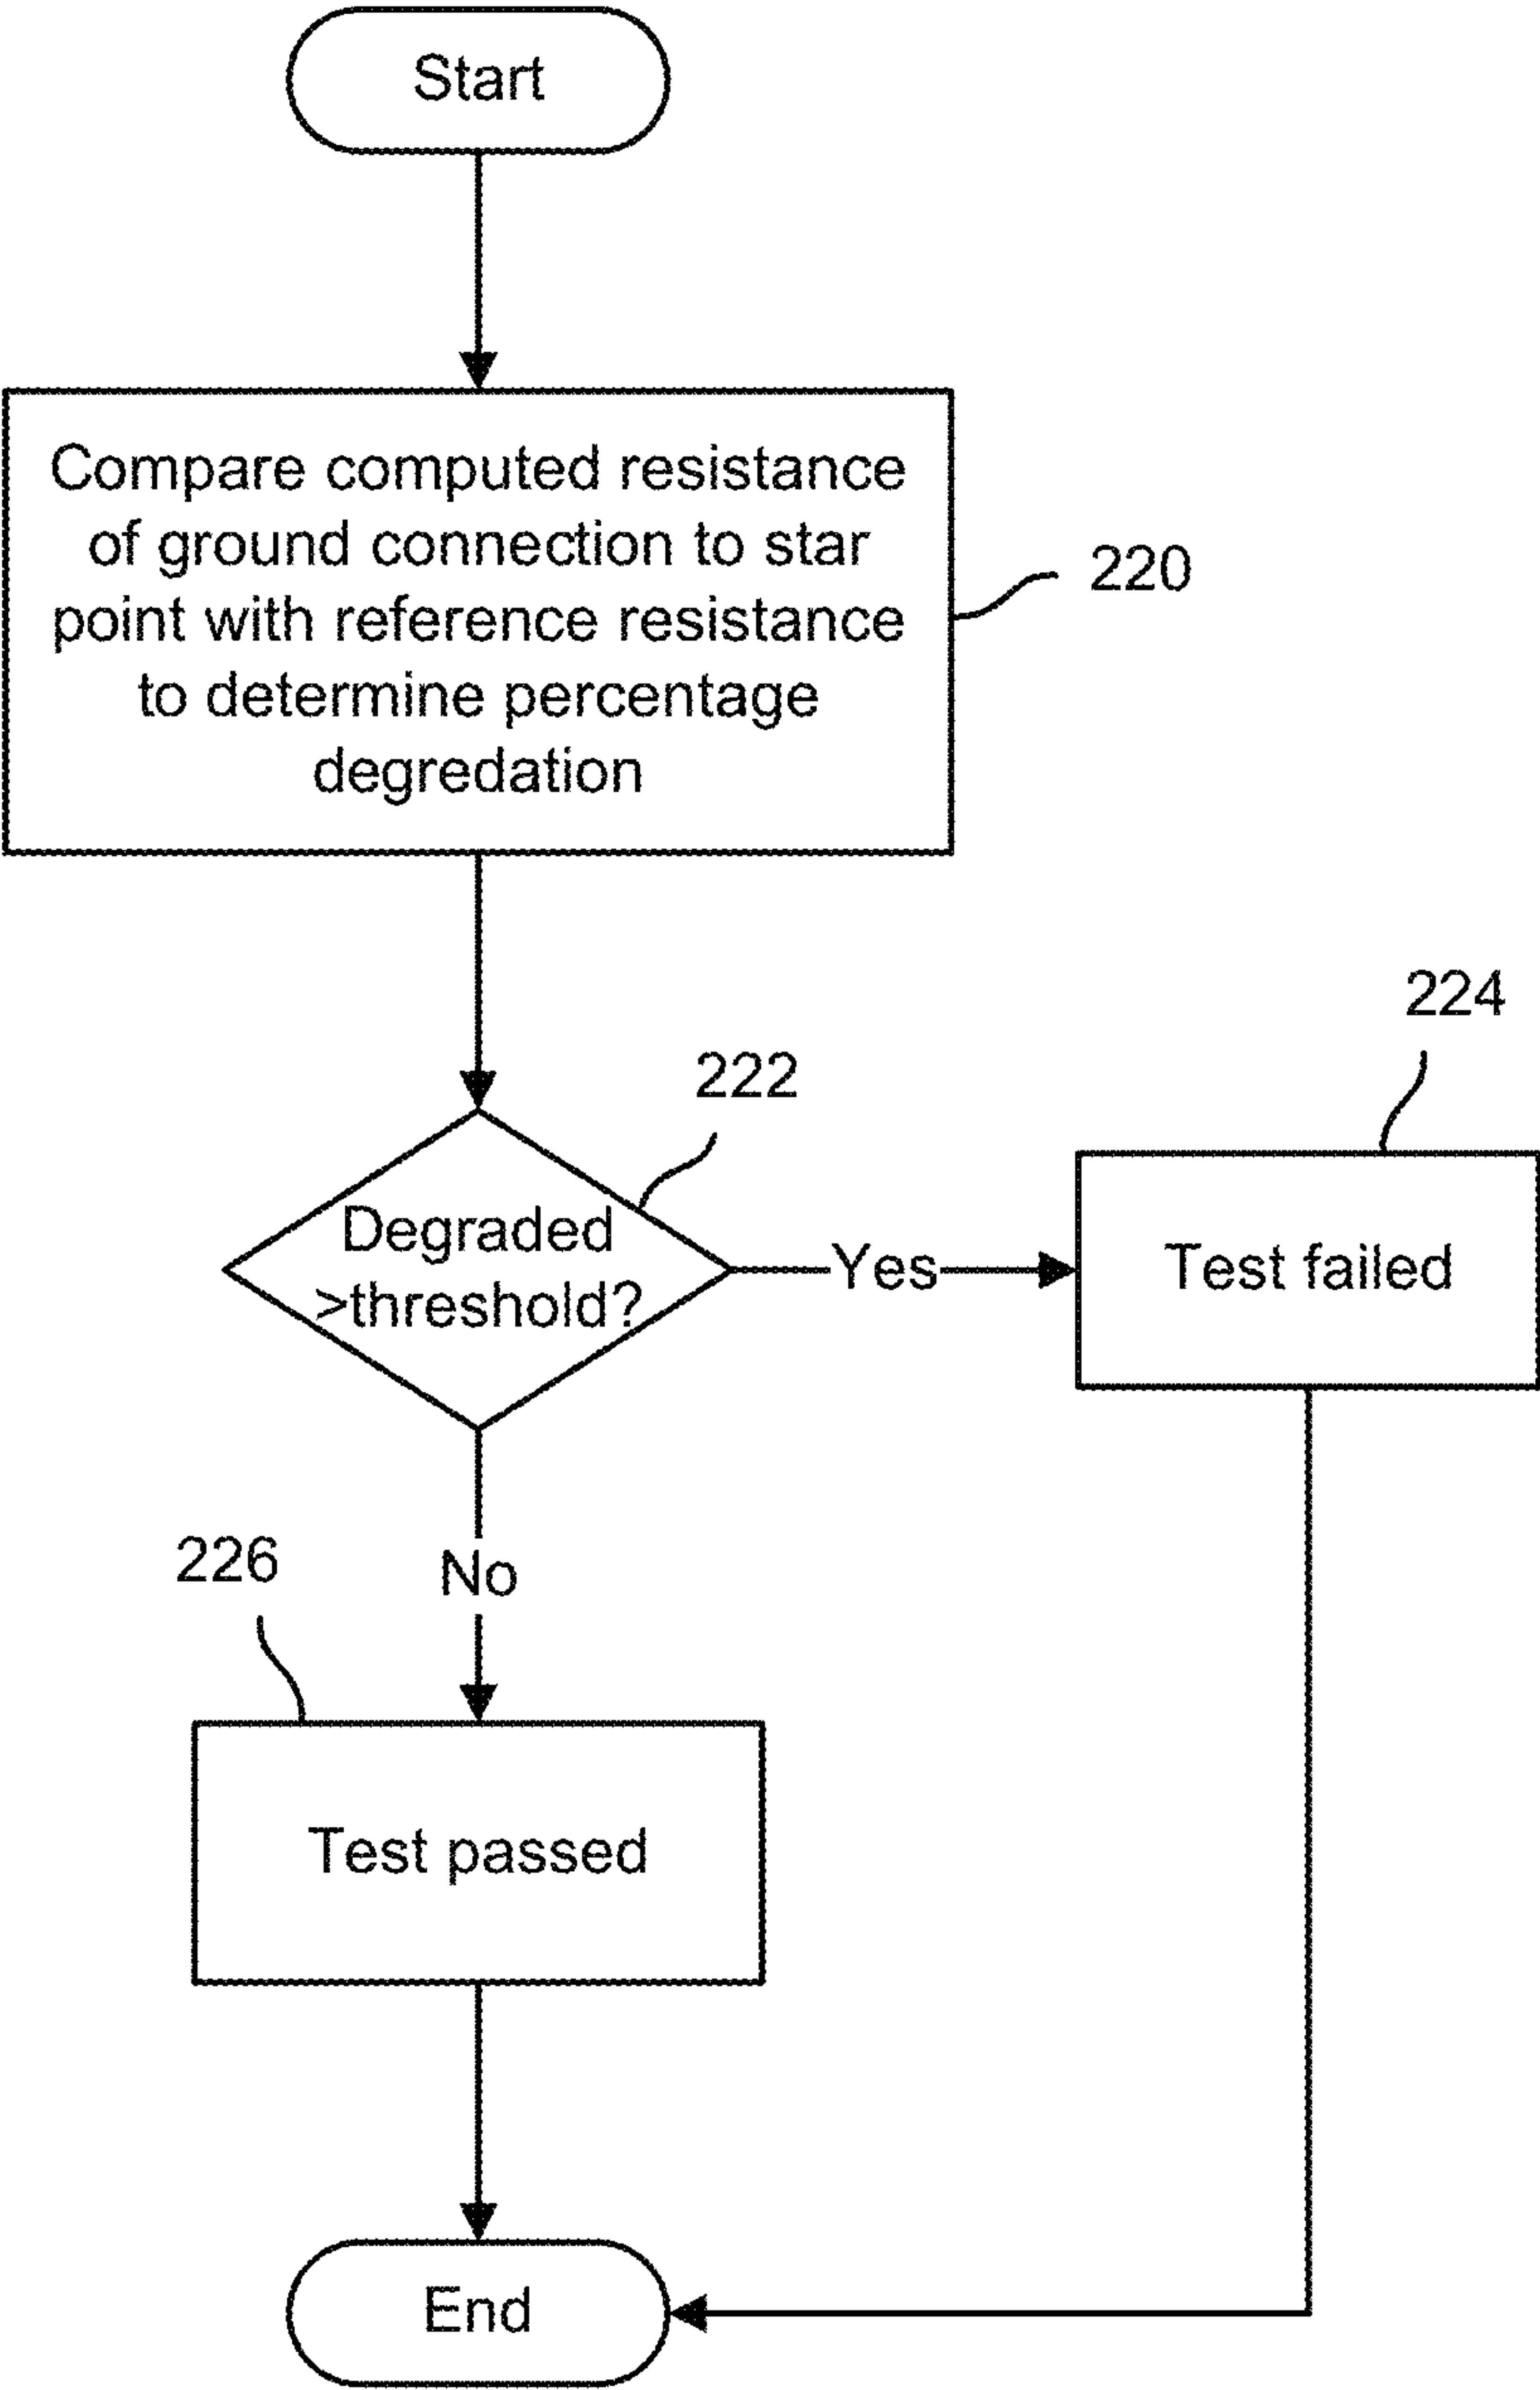 Start
Compare computed resistance
of ground connection to star
point with reference resistance
to determine percentage
degredation
220
222
Degraded
>threshold?
Yes
224
Test failed
No
226
Test passed
End